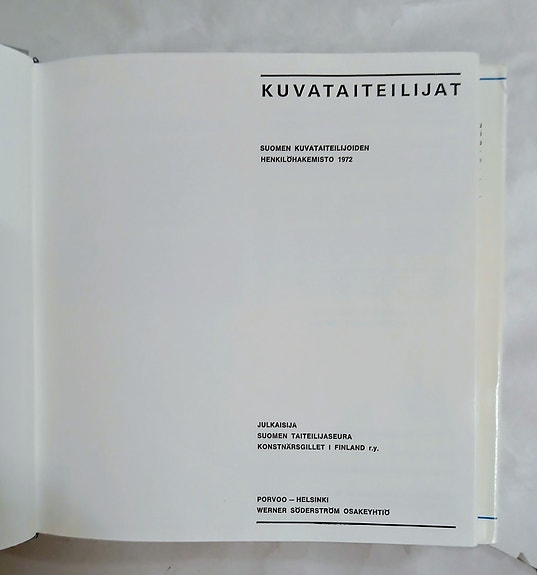 KUVATAITEILIJAT
SUOMEN KUVATAITEILIJOIDEN
HENKILÖHAKEMISTO 1972
JULKAISIJA
SUOMEN TAITEILIJASEURA
KONSTNÄRSGILLET I FINLAND r.y.
PORVOO – HELSINKI
WERNER SÖDERSTRÖM OSAKEYHTIÖ